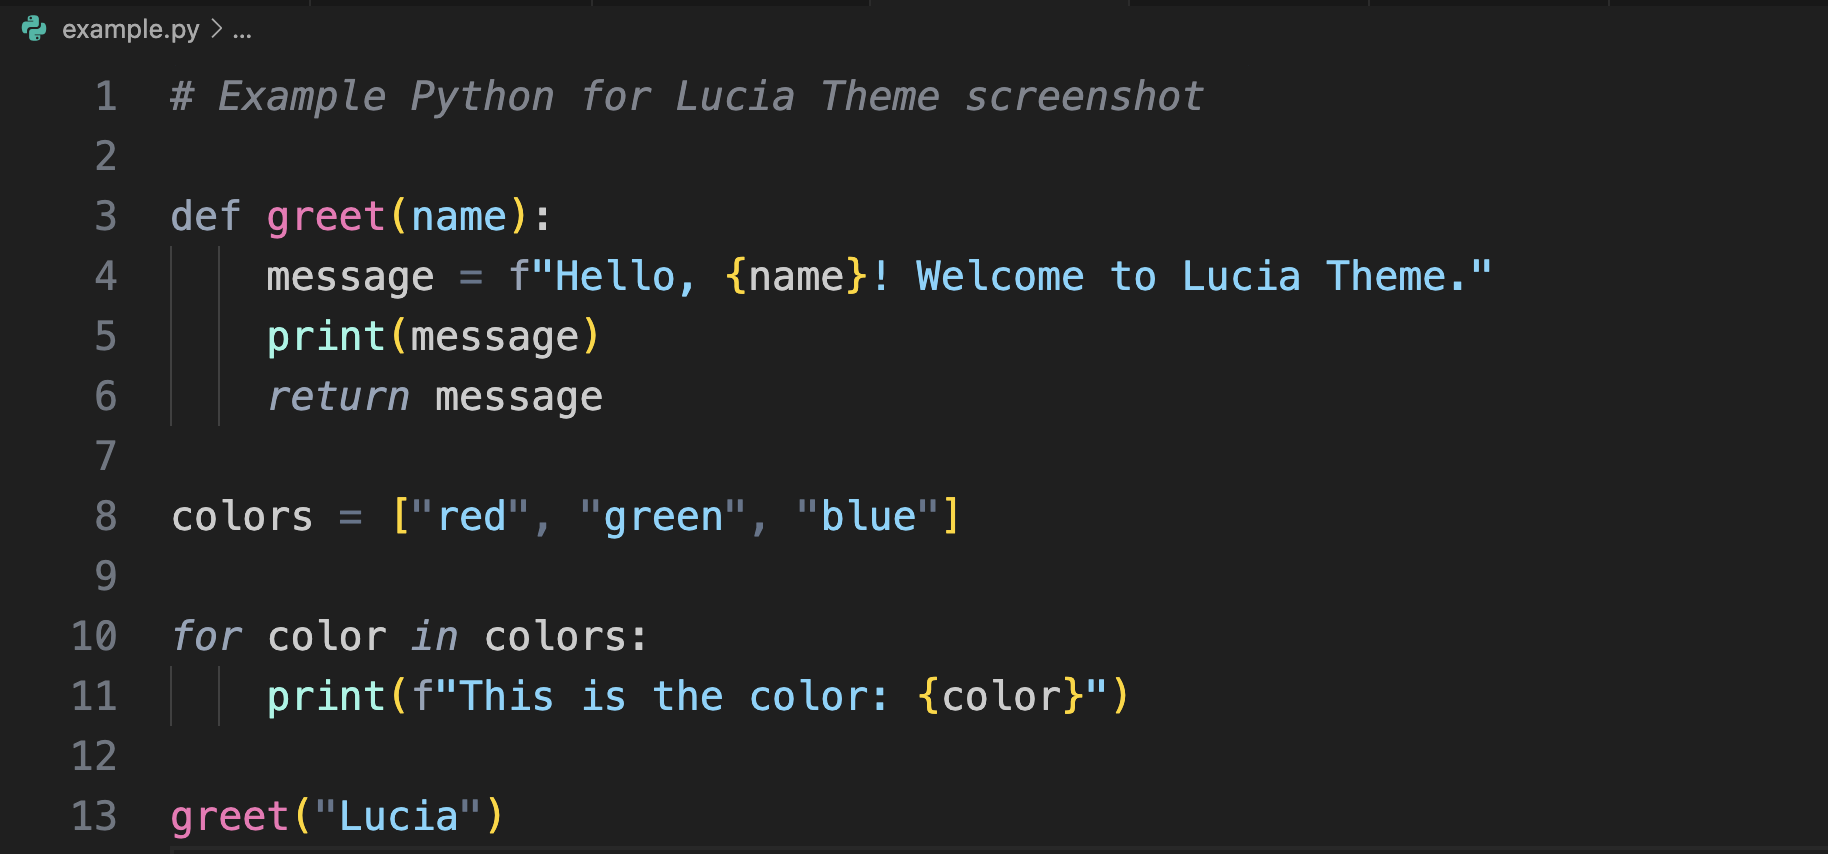 example.py > ...
1 # Example Python for Lucia Theme screenshot
2
3 def greet(name):
4     message = f"Hello, {name}! Welcome to Lucia Theme."
5     print(message)
6     return message
7
8 colors = ["red", "green", "blue"]
9
10 for color in colors:
11     print(f"This is the color: {color}")
12
13 greet("Lucia")